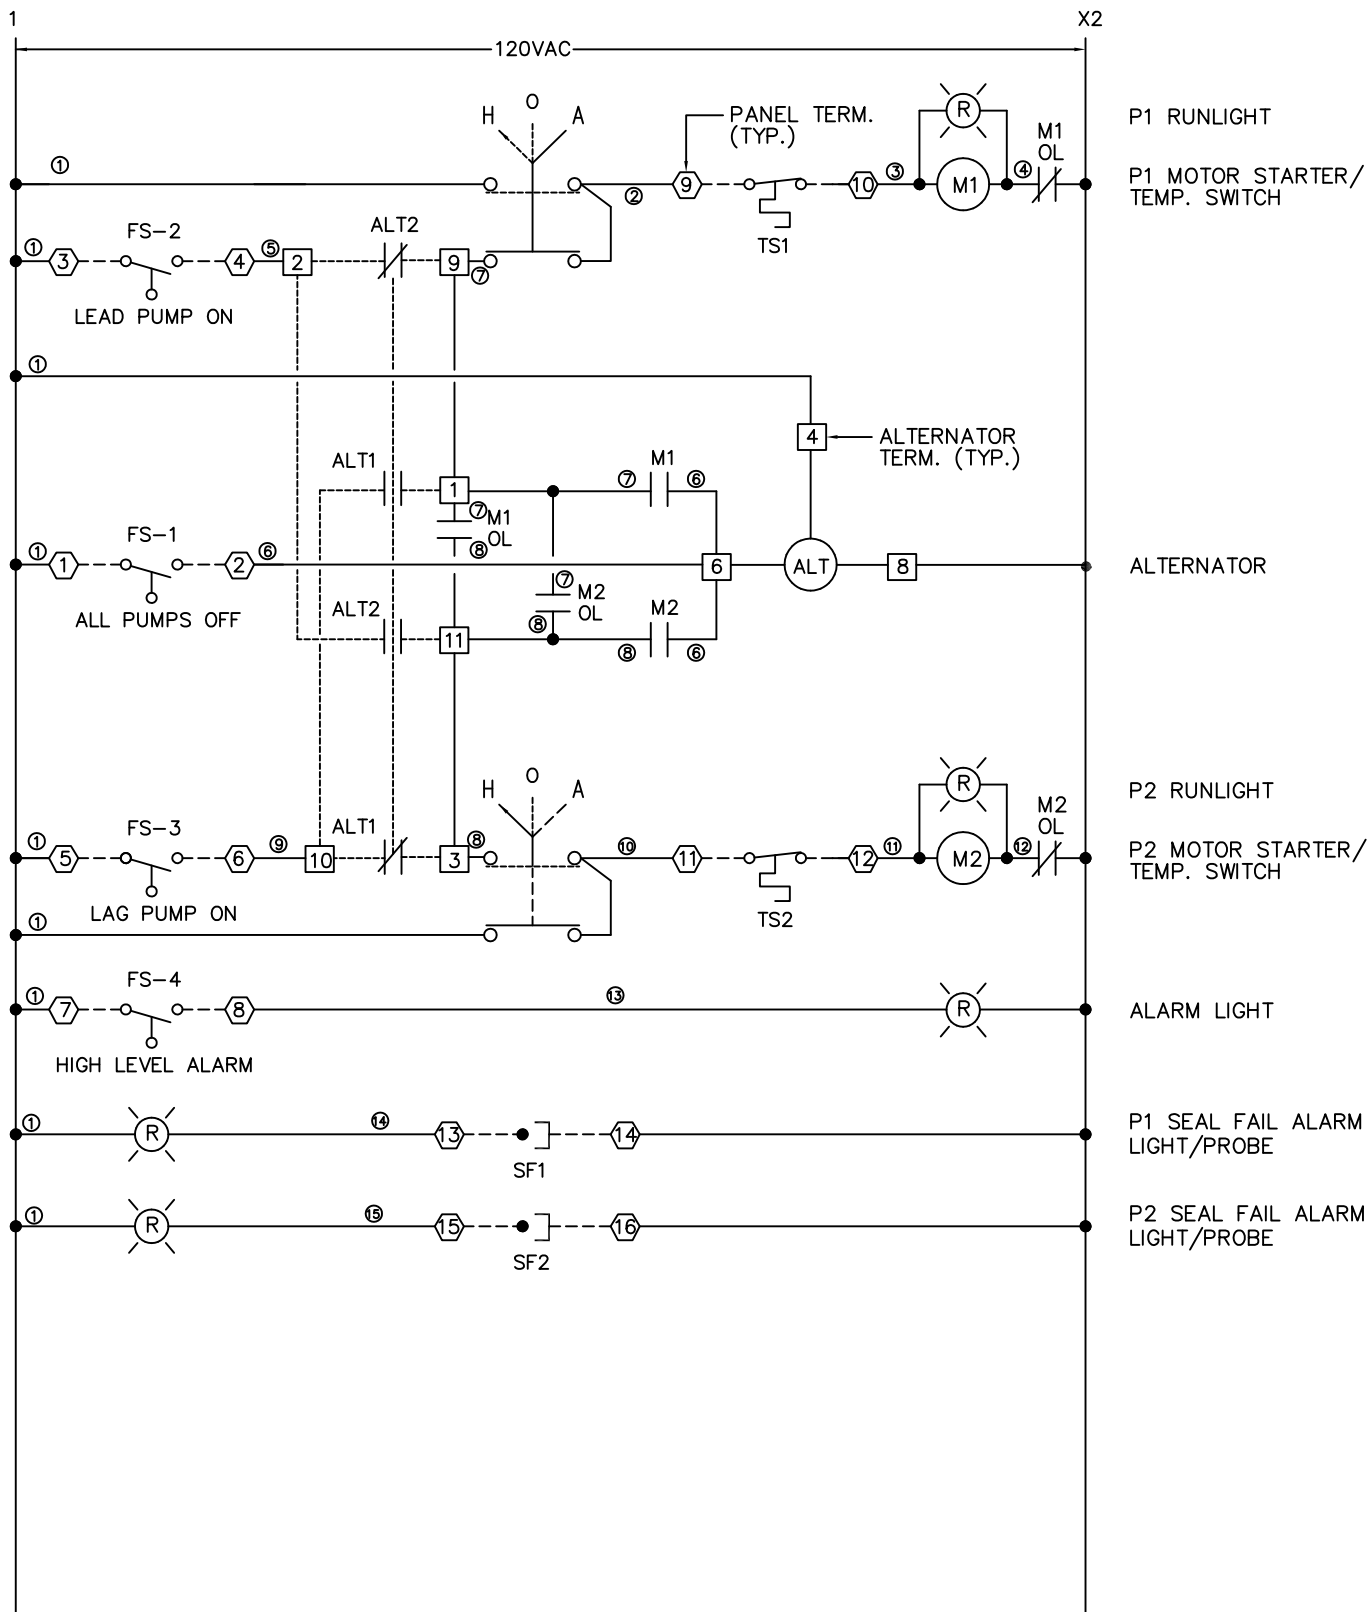 1 X2
120VAC
H O A
PANEL TERM.
(TYP.)
R
M1
OL
P1 RUNLIGHT
1 2 9 10 3 M1 4
P1 MOTOR STARTER/
TEMP. SWITCH
TS1
FS-2 ALT2
1 3 4 5 2 9 7
LEAD PUMP ON
1
4 ALTERNATOR
TERM. (TYP.)
ALT1 M1
1 7 6
7 M1
OL
8
FS-1
1 1 2 6 6 ALT 8
ALTERNATOR
ALL PUMPS OFF
7 M2
OL
8
ALT2 M2
11 8 6
H O A
R
M2
OL
P2 RUNLIGHT
FS-3 ALT1
1 5 6 9 10 3 8 10 11 12 11 M2 12
P2 MOTOR STARTER/
TEMP. SWITCH
TS2
LAG PUMP ON
1
FS-4
1 7 8 13 R
ALARM LIGHT
HIGH LEVEL ALARM
1 R 14 13 14
SF1
P1 SEAL FAIL ALARM
LIGHT/PROBE
1 R 15 15 16
SF2
P2 SEAL FAIL ALARM
LIGHT/PROBE